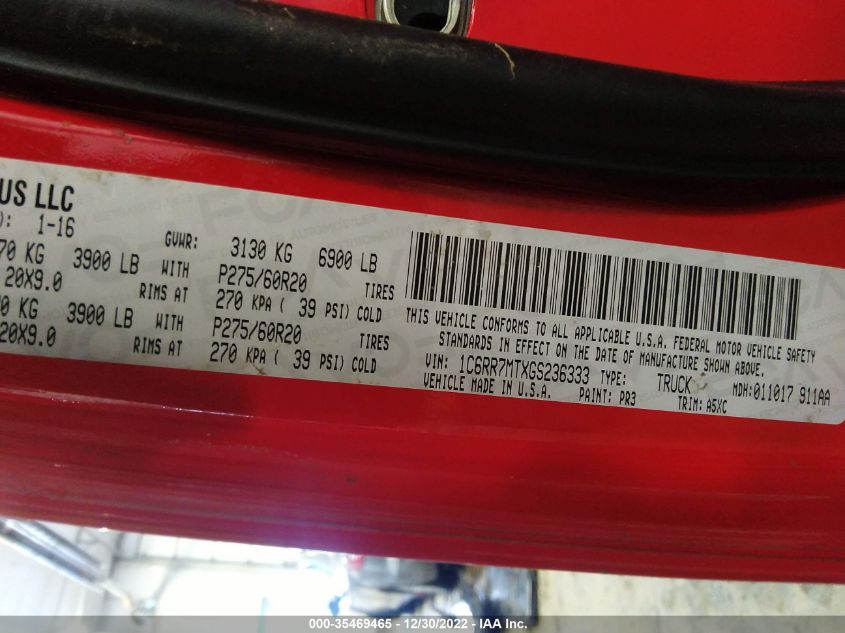 US LLC
): 1-16 GVWR: 3130 KG 6900 LB
70 KG 3900 LB WITH P275/60R20 TIRES
20X9.0 RIMS AT 270 KPA ( 39 PSI) COLD
0 KG 3900 LB WITH P275/60R20 TIRES
20X9.0 RIMS AT 270 KPA ( 39 PSI) COLD
THIS VEHICLE CONFORMS TO ALL APPLICABLE U.S.A. FEDERAL MOTOR VEHICLE SAFETY
STANDARDS IN EFFECT ON THE DATE OF MANUFACTURE SHOWN ABOVE.
VIN: 1C6RR7MTXGS236333 TYPE: TRUCK MDH:011017 911AA
VEHICLE MADE IN U.S.A. PAINT: PR3 TRIM: A5XC
000-35469465 - 12/30/2022 - IAAI Inc.